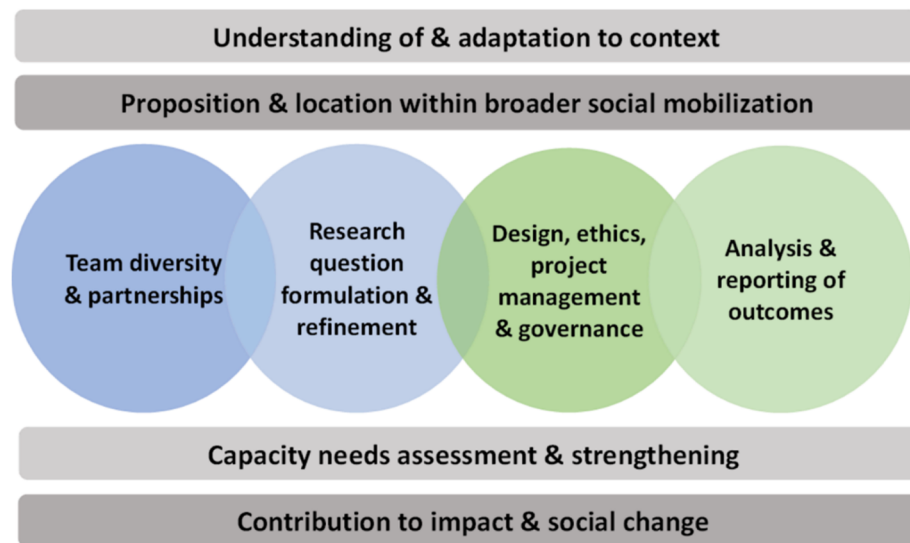 Understanding of & adaptation to context
Proposition & location within broader social mobilization
Team diversity
& partnerships
Research
question
formulation &
refinement
Design, ethics,
project
management
& governance
Analysis &
reporting of
outcomes
Capacity needs assessment & strengthening
Contribution to impact & social change